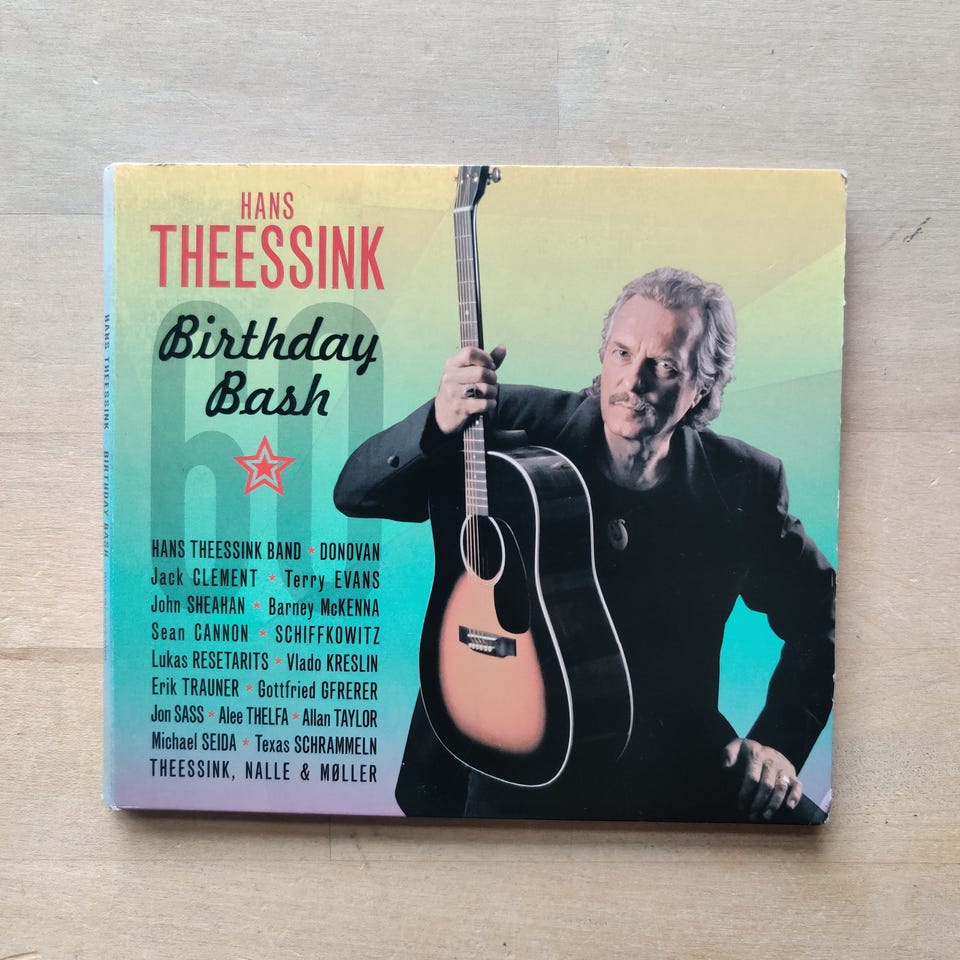 HANS
THEESSINK
60
Birthday
Bash
HANS THEESSINK BAND * DONOVAN
Jack CLEMENT * Terry EVANS
John SHEAHAN * Barney McKENNA
Sean CANNON * SCHIFFKOWITZ
Lukas RESETARITS * Vlado KRESLIN
Erik TRAUNER * Gottfried GFRERER
Jon SASS * Alee THELFA * Allan TAYLOR
Michael SEIDA * Texas SCHRAMMELN
THEESSINK, NALLE & MØLLER
HANS THEESSINK BIRTHDAY BASH